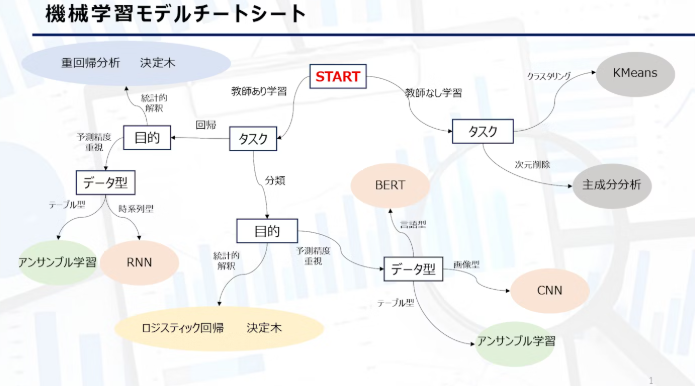 機械学習モデルチートシート
重回帰分析　決定木
START
KMeans
クラスタリング
教師あり学習
教師なし学習
統計的
解釈
回帰
目的
タスク
タスク
予測精度
重視
次元削除
データ型
分類
BERT
主成分分析
テーブル型
時系列型
言語型
目的
アンサンブル学習
RNN
統計的
解釈
予測精度
重視
データ型
画像型
CNN
テーブル型
ロジスティック回帰　決定木
アンサンブル学習
1